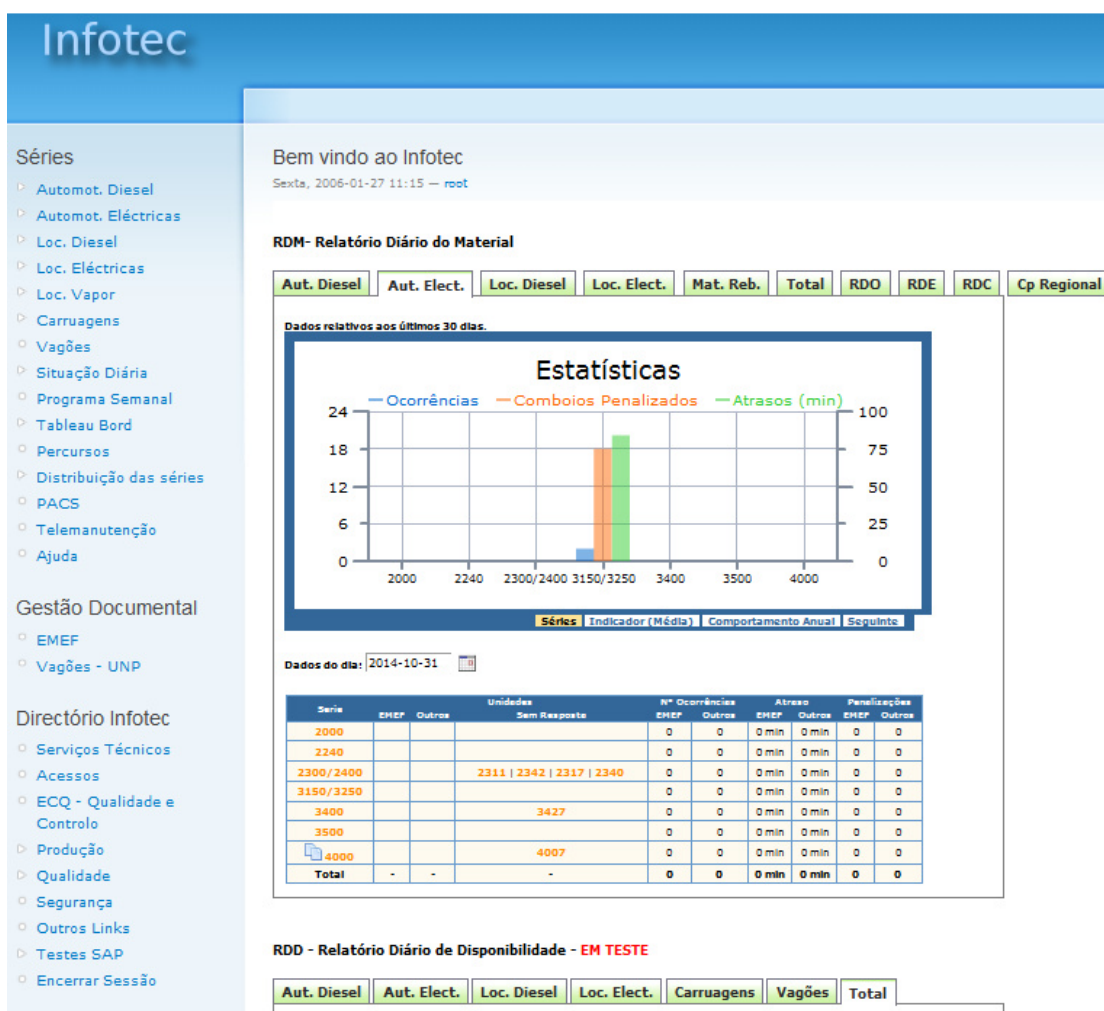 Infotec
Séries
Automot. Diesel
Automot. Eléctricas
Loc. Diesel
Loc. Eléctricas
Loc. Vapor
Carruagens
Vagões
Situação Diária
Programa Semanal
Tableau Bord
Percursos
Distribuição das séries
PACS
Telemanutenção
Ajuda
Gestão Documental
EMEF
Vagões - UNP
Directório Infotec
Serviços Técnicos
Acessos
ECQ - Qualidade e
Controlo
Produção
Qualidade
Segurança
Outros Links
Testes SAP
Encerrar Sessão
Bem vindo ao Infotec
Sexta, 2006-01-27 11:15 — root
RDM- Relatório Diário do Material
Aut. Diesel Aut. Elect. Loc. Diesel Loc. Elect. Mat. Reb. Total RDO RDE RDC Cp Regional
Dados relativos aos últimos 30 dias.
Estatísticas
Ocorrências Comboios Penalizados Atrasos (min)
24 100
18 75
12 50
6 25
0 0
2000 2240 2300/2400 3150/3250 3400 3500 4000
Séries Indicador (Média) Comportamento Anual Seguinte
Dados do dia: 2014-10-31
Serie Unidades Nº Ocorrências Atraso Penalizações
EMEF Outros Sem Resposta EMEF Outros EMEF Outros EMEF Outros
2000 0 0 0 min 0 min 0 0
2240 0 0 0 min 0 min 0 0
2300/2400 2311 | 2342 | 2317 | 2340 0 0 0 min 0 min 0 0
3150/3250 0 0 0 min 0 min 0 0
3400 3427 0 0 0 min 0 min 0 0
3500 0 0 0 min 0 min 0 0
4000 4007 0 0 0 min 0 min 0 0
Total - - - 0 0 0 min 0 min 0 0
RDD - Relatório Diário de Disponibilidade - EM TESTE
Aut. Diesel Aut. Elect. Loc. Diesel Loc. Elect. Carruagens Vagões Total